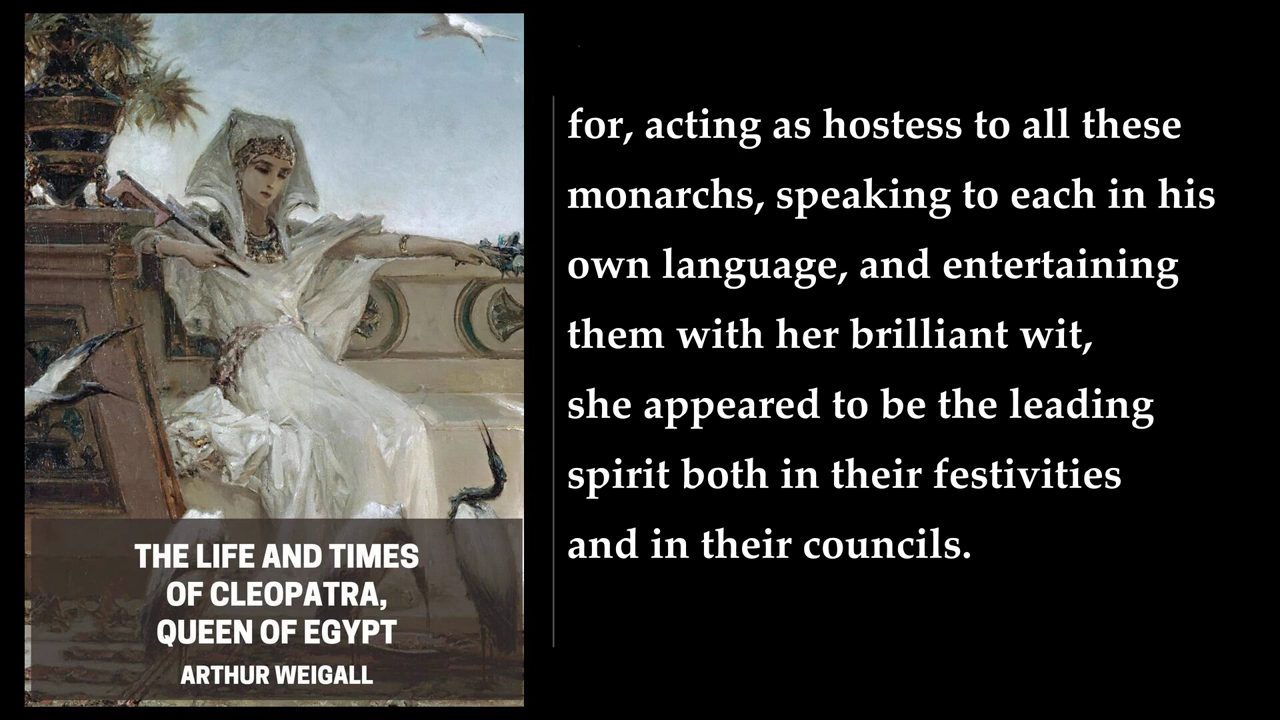 THE LIFE AND TIMES
OF CLEOPATRA,
QUEEN OF EGYPT
ARTHUR WEIGALL
for, acting as hostess to all these
monarchs, speaking to each in his
own language, and entertaining
them with her brilliant wit,
she appeared to be the leading
spirit both in their festivities
and in their councils.